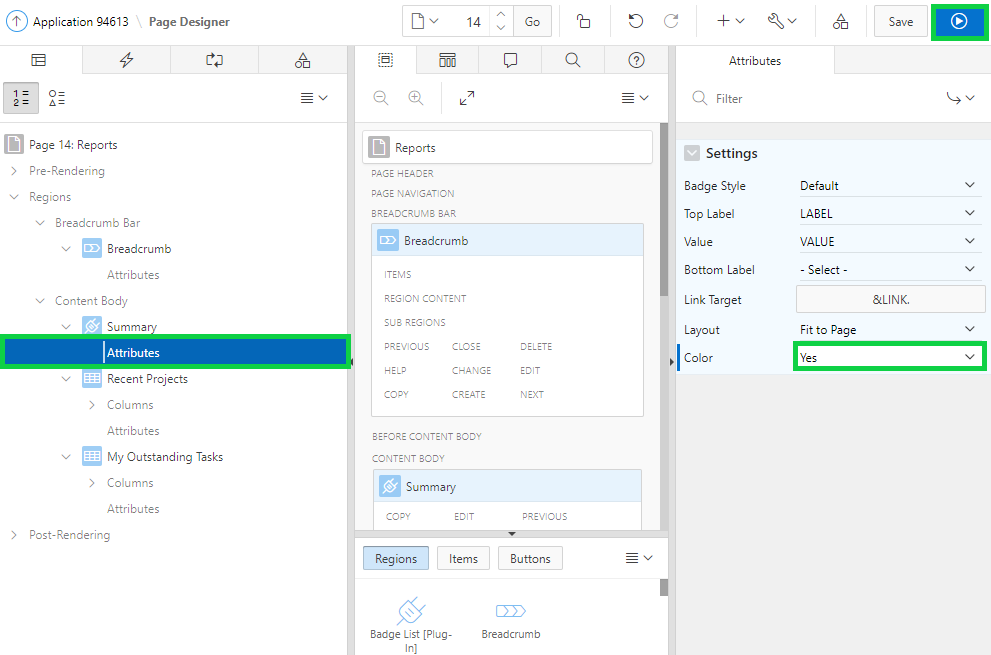 Application 94613 \ Page Designer
14 Go Save
1 2
Page 14: Reports
Pre-Rendering
Regions
Breadcrumb Bar
Breadcrumb
Attributes
Content Body
Summary
Attributes
Recent Projects
Columns
Attributes
My Outstanding Tasks
Columns
Attributes
Post-Rendering
Reports
PAGE HEADER
PAGE NAVIGATION
BREADCRUMB BAR
Breadcrumb
ITEMS
REGION CONTENT
SUB REGIONS
PREVIOUS CLOSE DELETE
HELP CHANGE EDIT
COPY CREATE NEXT
BEFORE CONTENT BODY
CONTENT BODY
Summary
COPY EDIT PREVIOUS
Regions Items Buttons
Badge List [Plug-
In]
Breadcrumb
Attributes
Filter
Settings
Badge Style Default
Top Label LABEL
Value VALUE
Bottom Label - Select -
Link Target &LINK.
Layout Fit to Page
Color Yes